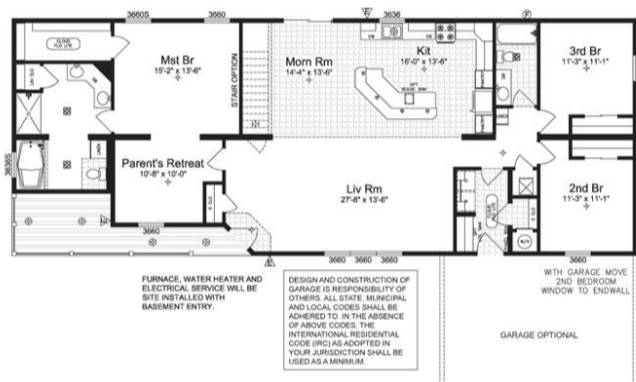 3660S
3660
3636
Mst Br
15'-2" x 13'-6"
STAIR OPTION
Morn Rm
14'-4" x 13'-6"
Kit
16'-0" x 13'-6"
3rd Br
11'-3" x 11'-1"
3636S
Parent's Retreat
10'-8" x 10'-0"
Liv Rm
27'-8" x 13'-6"
2nd Br
11'-3" x 11'-1"
3660
3660 3660 3660
3660
FURNACE, WATER HEATER AND
ELECTRICAL SERVICE WILL BE
SITE INSTALLED WITH
BASEMENT ENTRY.
DESIGN AND CONSTRUCTION OF
GARAGE IS RESPONSIBILITY OF
OTHERS. ALL STATE, MUNICIPAL
AND LOCAL CODES SHALL BE
ADHERED TO. IN THE ABSENCE
OF ABOVE CODES, THE
INTERNATIONAL RESIDENTIAL
CODE (IRC) AS ADOPTED IN
YOUR JURISDICTION SHALL BE
USED AS A MINIMUM.
WITH GARAGE MOVE
2ND BEDROOM
WINDOW TO ENDWALL
GARAGE OPTIONAL